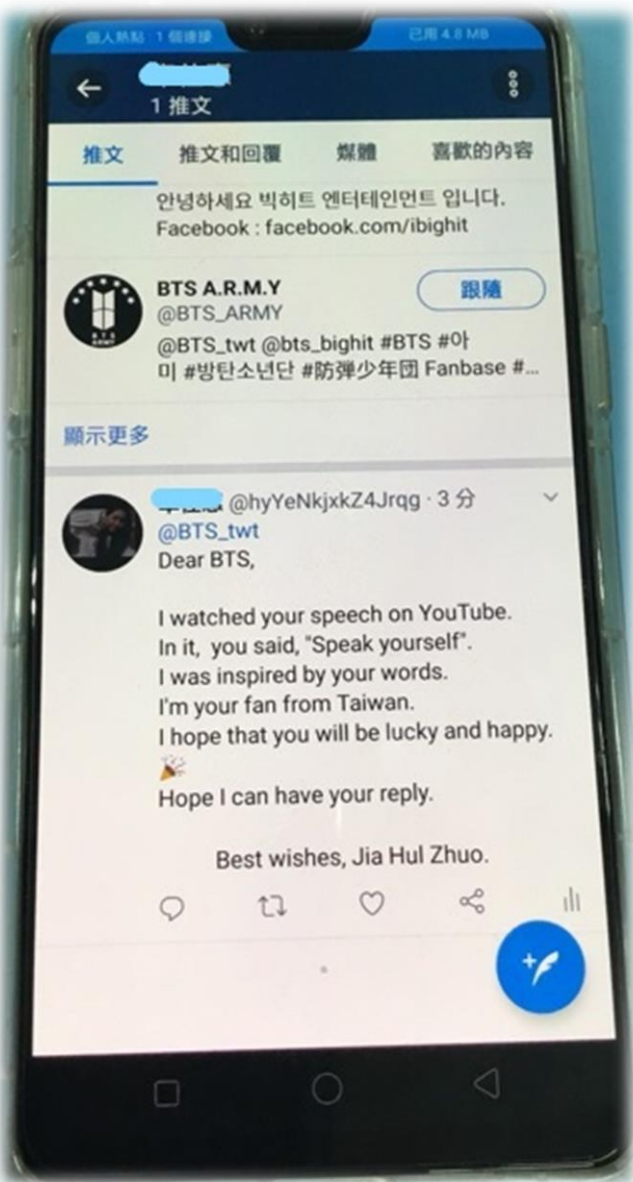 個人熱點：1 個連接 已用 4.8 MB
1 推文
推文 推文和回覆 媒體 喜歡的內容
안녕하세요 빅히트 엔터테인먼트 입니다.
Facebook : facebook.com/ibighit
BTS A.R.M.Y 跟隨
@BTS_ARMY
@BTS_twt @bts_bighit #BTS #아
미 #방탄소년단 #防弾少年団 Fanbase #...
顯示更多
@hyYeNkjxkZ4Jrqg · 3 分
@BTS_twt
Dear BTS,
I watched your speech on YouTube.
In it, you said, "Speak yourself".
I was inspired by your words.
I'm your fan from Taiwan.
I hope that you will be lucky and happy.
Hope I can have your reply.
Best wishes, Jia Hul Zhuo.